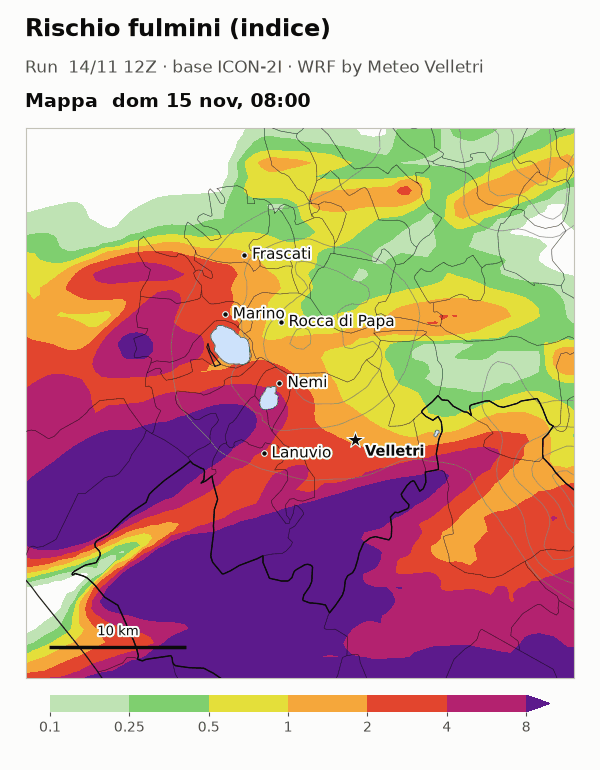 Rischio fulmini (indice)
Run  14/11 12Z · base ICON-2I · WRF by Meteo Velletri
Mappa  dom 15 nov, 08:00
Frascati
Marino
Rocca di Papa
Nemi
Velletri
Lanuvio
10 km
0.1 0.25 0.5 1 2 4 8